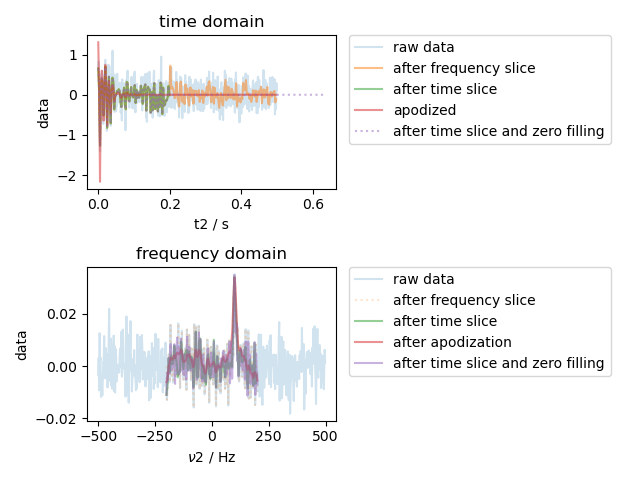 time domain
1
0
−1
−2
data
0.0 0.2 0.4 0.6
t2 / s
raw data
after frequency slice
after time slice
apodized
after time slice and zero filling
frequency domain
0.02
0.00
−0.02
data
−500 −250 0 250 500
ν2 / Hz
raw data
after frequency slice
after time slice
after apodization
after time slice and zero filling